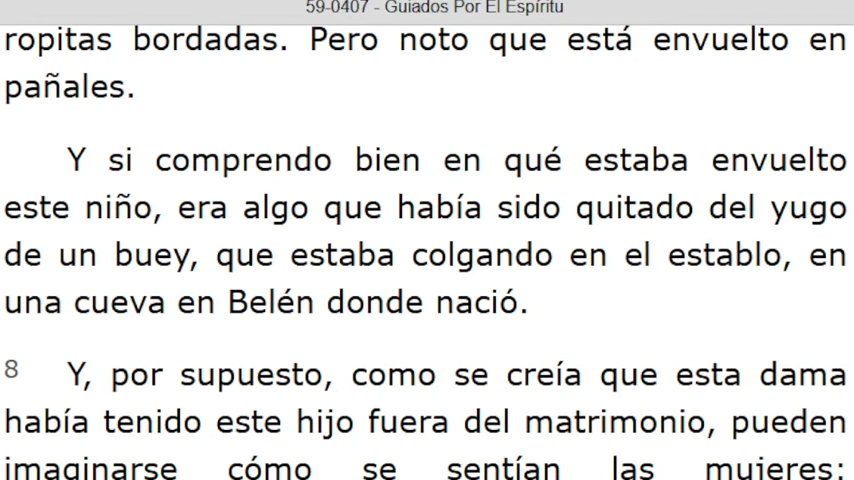 59-0407 - Guiados Por El Espíritu
ropitas bordadas. Pero noto que está envuelto en
pañales.
Y si comprendo bien en qué estaba envuelto
este niño, era algo que había sido quitado del yugo
de un buey, que estaba colgando en el establo, en
una cueva en Belén donde nació.
8 Y, por supuesto, como se creía que esta dama
había tenido este hijo fuera del matrimonio, pueden
imaginarse cómo se sentían las mujeres: